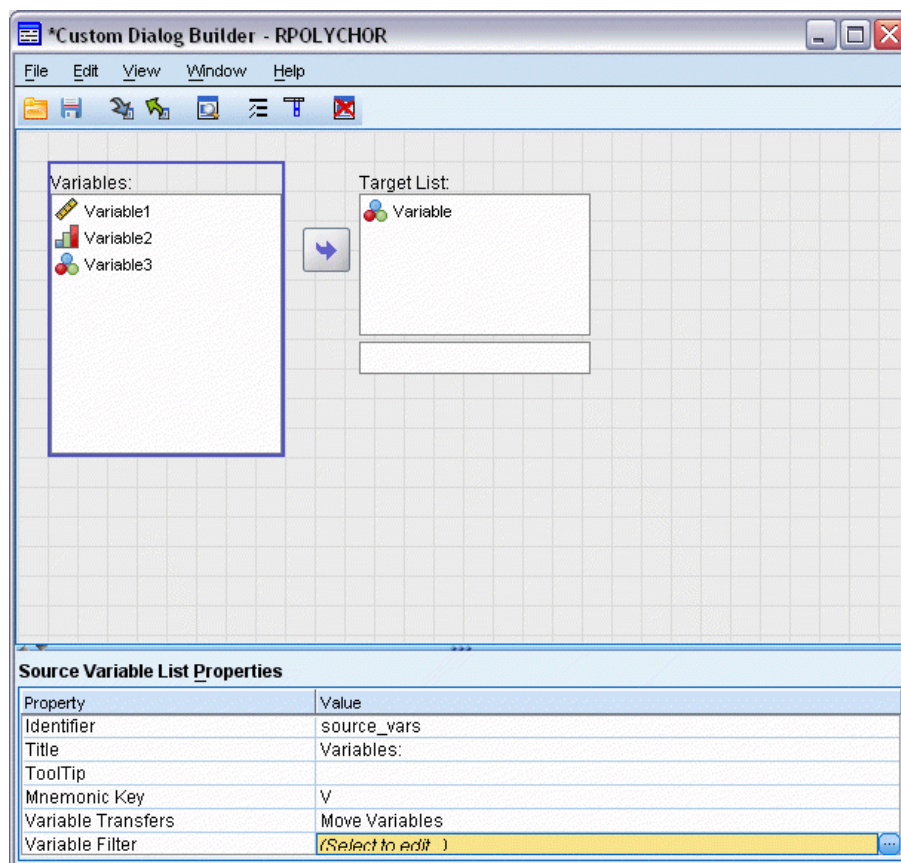 *Custom Dialog Builder - RPOLYCHOR
File Edit View Window Help
Variables:
Variable1
Variable2
Variable3
Target List:
Variable
Source Variable List Properties
Property Value
Identifier source_vars
Title Variables:
ToolTip
Mnemonic Key V
Variable Transfers Move Variables
Variable Filter (Select to edit...) ...